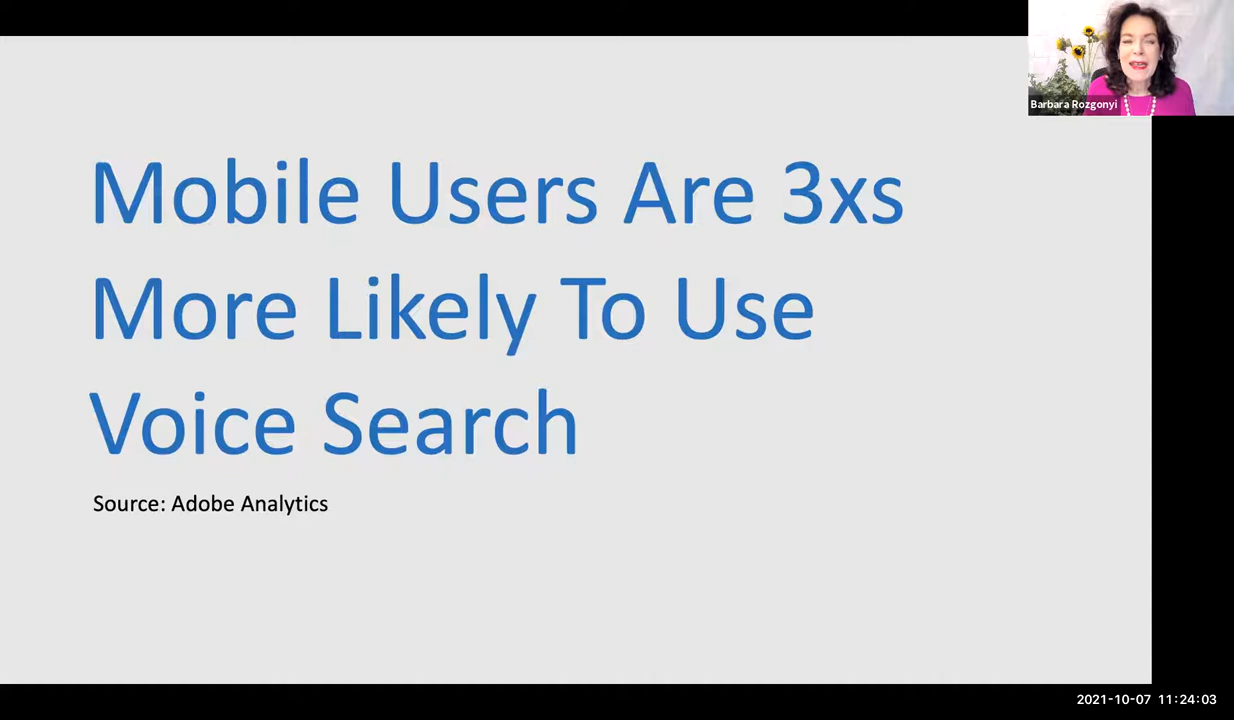 Barbara Rozgonyi
Mobile Users Are 3xs
More Likely To Use
Voice Search
Source: Adobe Analytics
2021-10-07 11:24:03